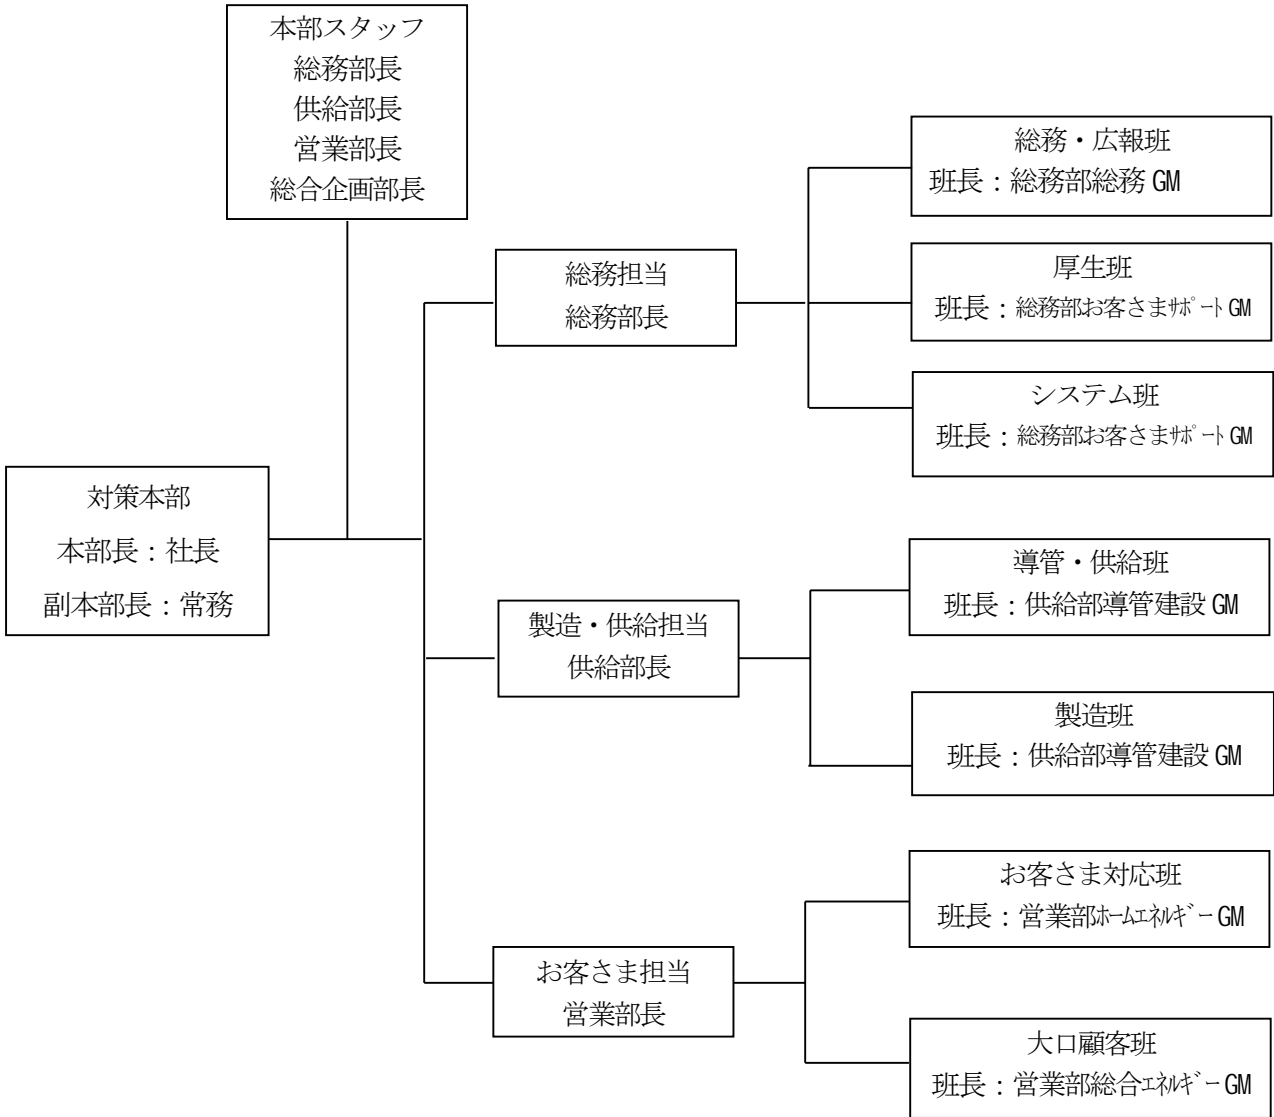 本部スタッフ
総務部長
供給部長
営業部長
総合企画部長
対策本部
本部長：社長
副本部長：常務
総務担当
総務部長
総務・広報班
班長：総務部総務 GM
厚生班
班長：総務部お客さまｻﾎﾟｰﾄ GM
システム班
班長：総務部お客さまｻﾎﾟｰﾄ GM
製造・供給担当
供給部長
導管・供給班
班長：供給部導管建設 GM
製造班
班長：供給部導管建設 GM
お客さま担当
営業部長
お客さま対応班
班長：営業部ﾎｰﾑｴﾈﾙｷﾞｰ GM
大口顧客班
班長：営業部総合ｴﾈﾙｷﾞｰ GM